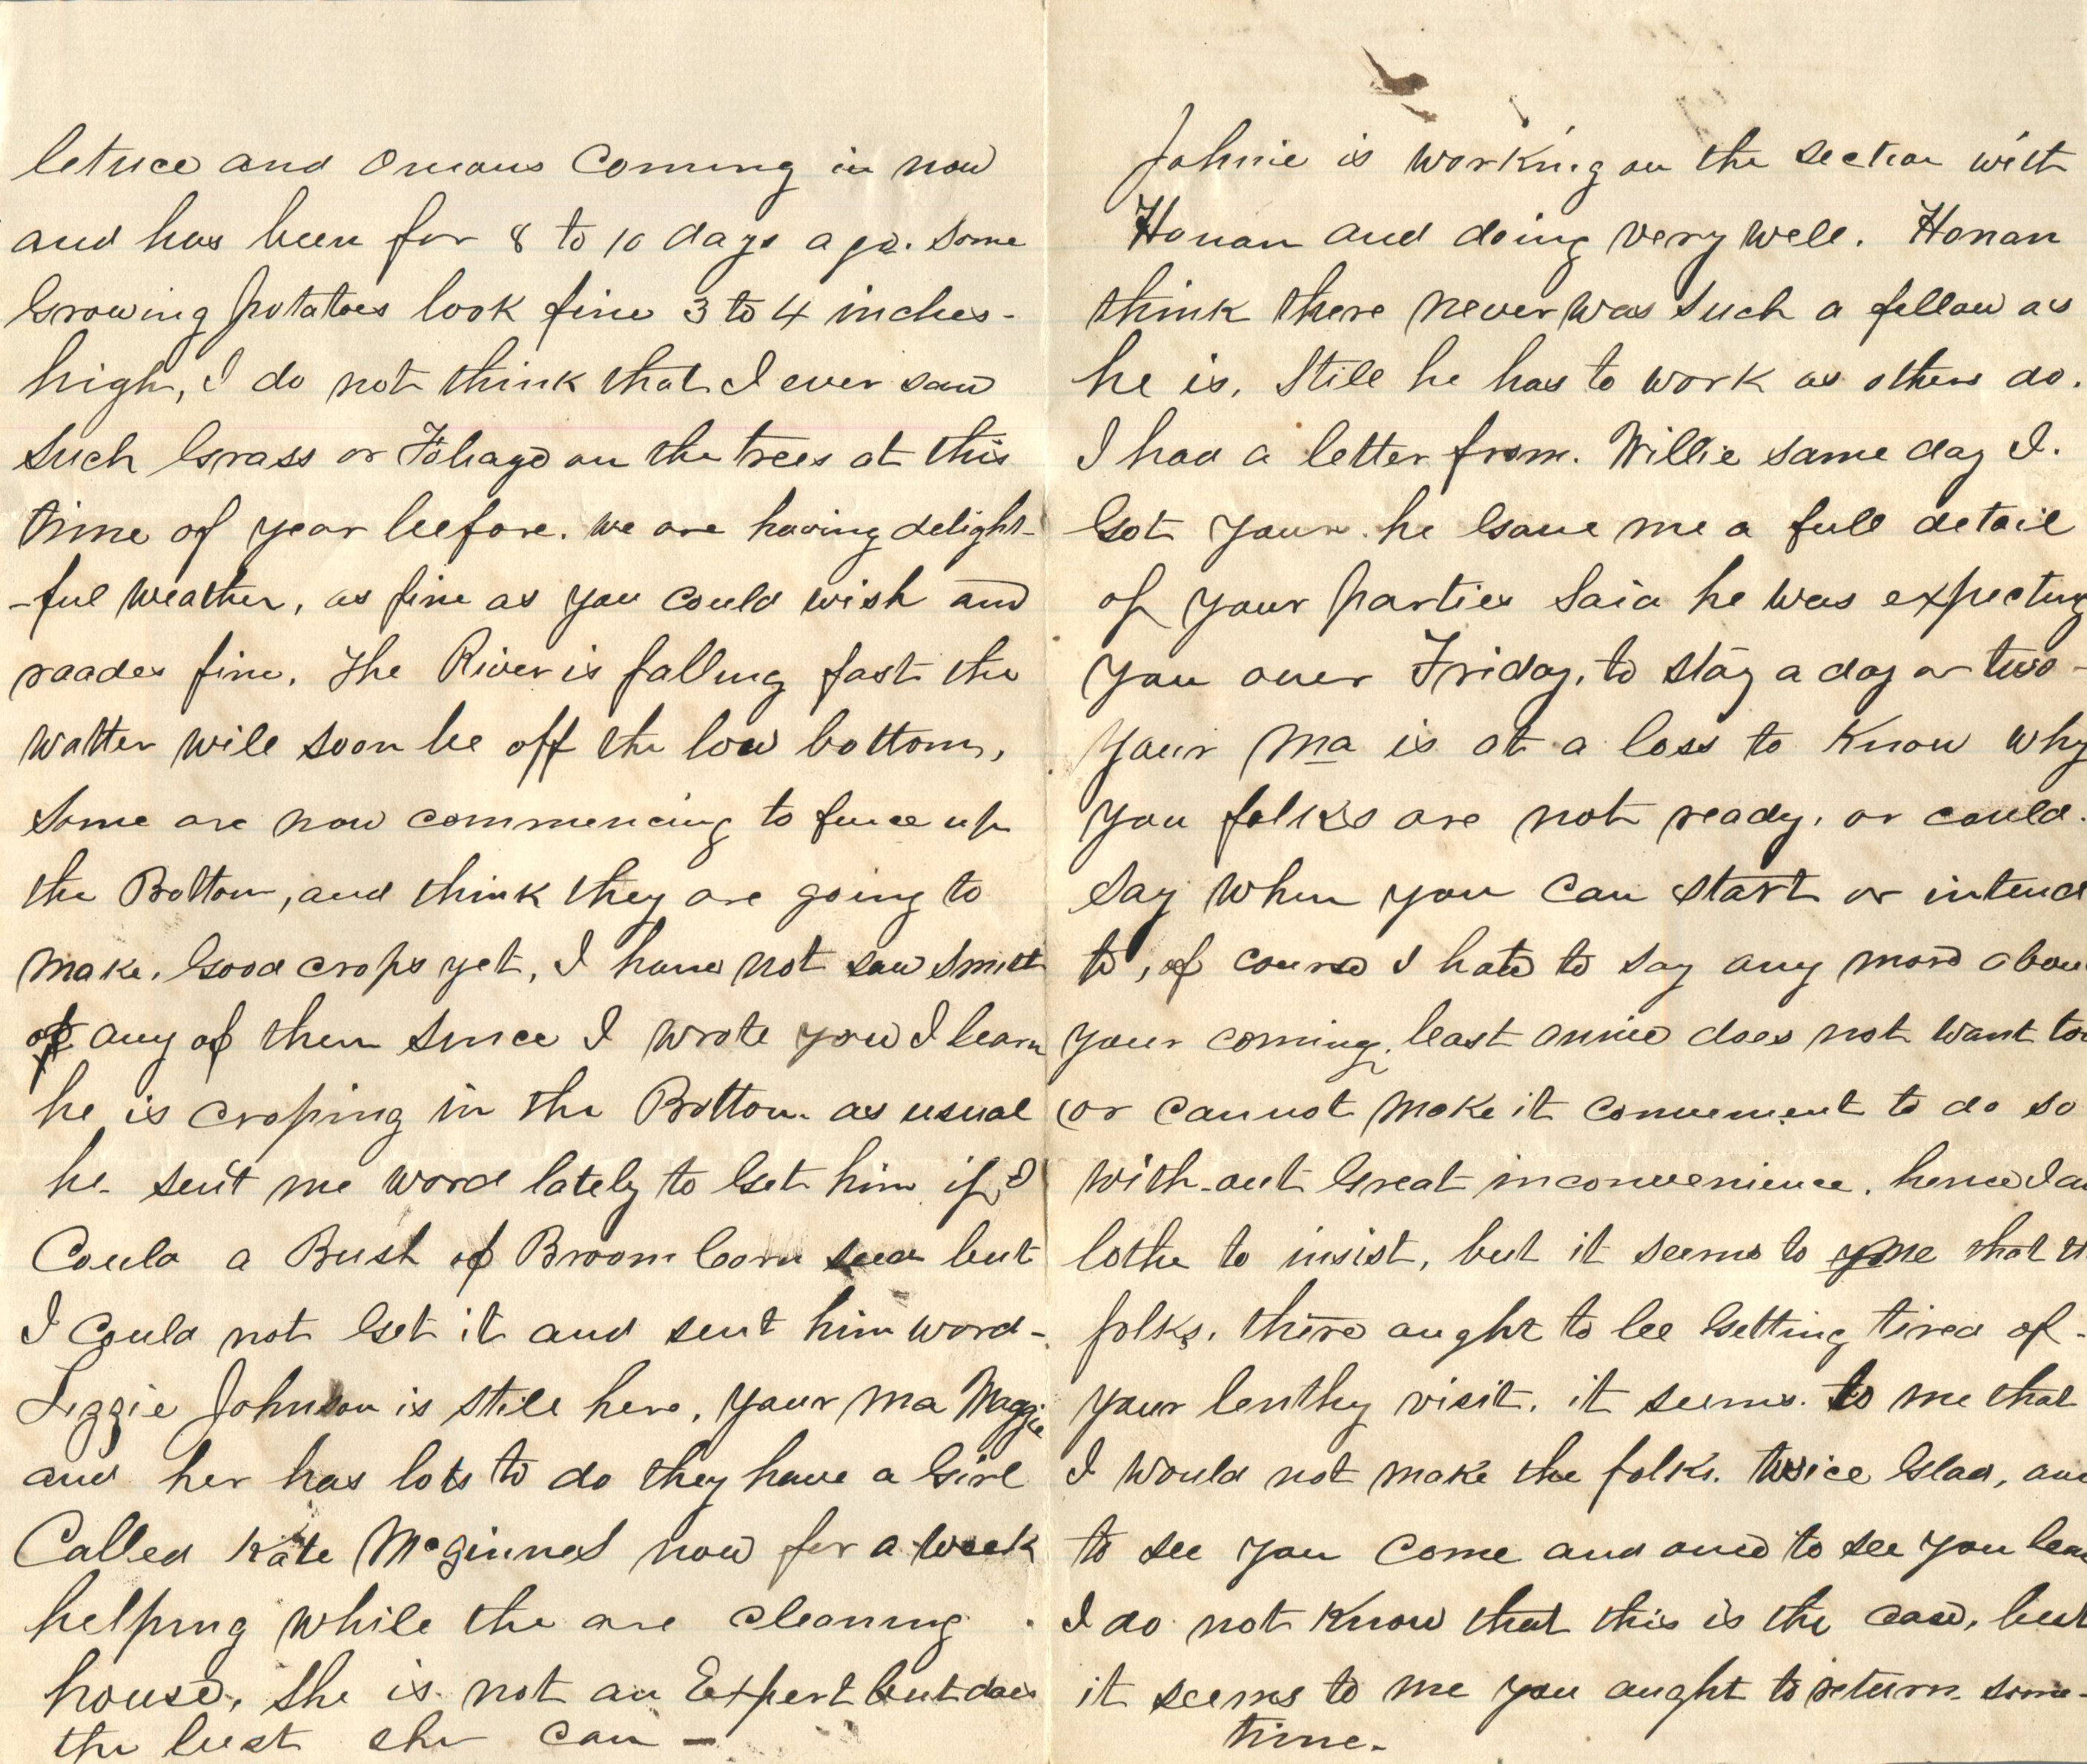 letuce and Onions Coming in now
and has been for 8 to 10 days ago. some
Growing potatoes look fine 3 to 4 inches-
high, I do not think that I ever saw
such Grass or Foliage on the trees at this
time of year before. we are having delight-
-ful weather, as fine as you could wish and
roades fine. The River is falling fast the
watter will soon be off the low bottoms,
some are now commencing to fence up
the Bottom, and think they are going to
make. Good crops yet, I have not saw Smith
or any of them since I wrote you I learn
he is croping in the Bottom as usual
he sent me word lately to Get him if I
Could a Bush of Broom Corn seed but
I Could not Get it and sent him word-
Lizzie Johnson is still here, your ma Maggie
and her has lots to do they have a Girl
Called Kate McGinnes now for a week
helping while the are cleaning
house, she is not an Expert but does
the best she can -
Johnie is working on the section with
Honan and doing very well. Honan
think there never was such a fellow as
he is. Still he has to work as others do.
I had a letter from. Willie same day I.
Got your. he Gave me a full detail
of your parties said he was expecting
you over Friday, to stay a day or two-
your ma is at a loss to Know why
you folks are not ready, or could.
say when you can start or intend
to, of course I hate to say any more abou
your coming, least annie does not want to
(or cannot make it convenient to do so
with-out Great inconvenience. hence I a
lothe to insist, but it seems to me that
folks. there aught to be Getting tired of-
your lenthy visit. it seems. to me that
I would not make the folks. twice Glad, one
to see you come and one to see you leav
I do not Know that this is the case, but
it seems to me you aught to return some-
time-